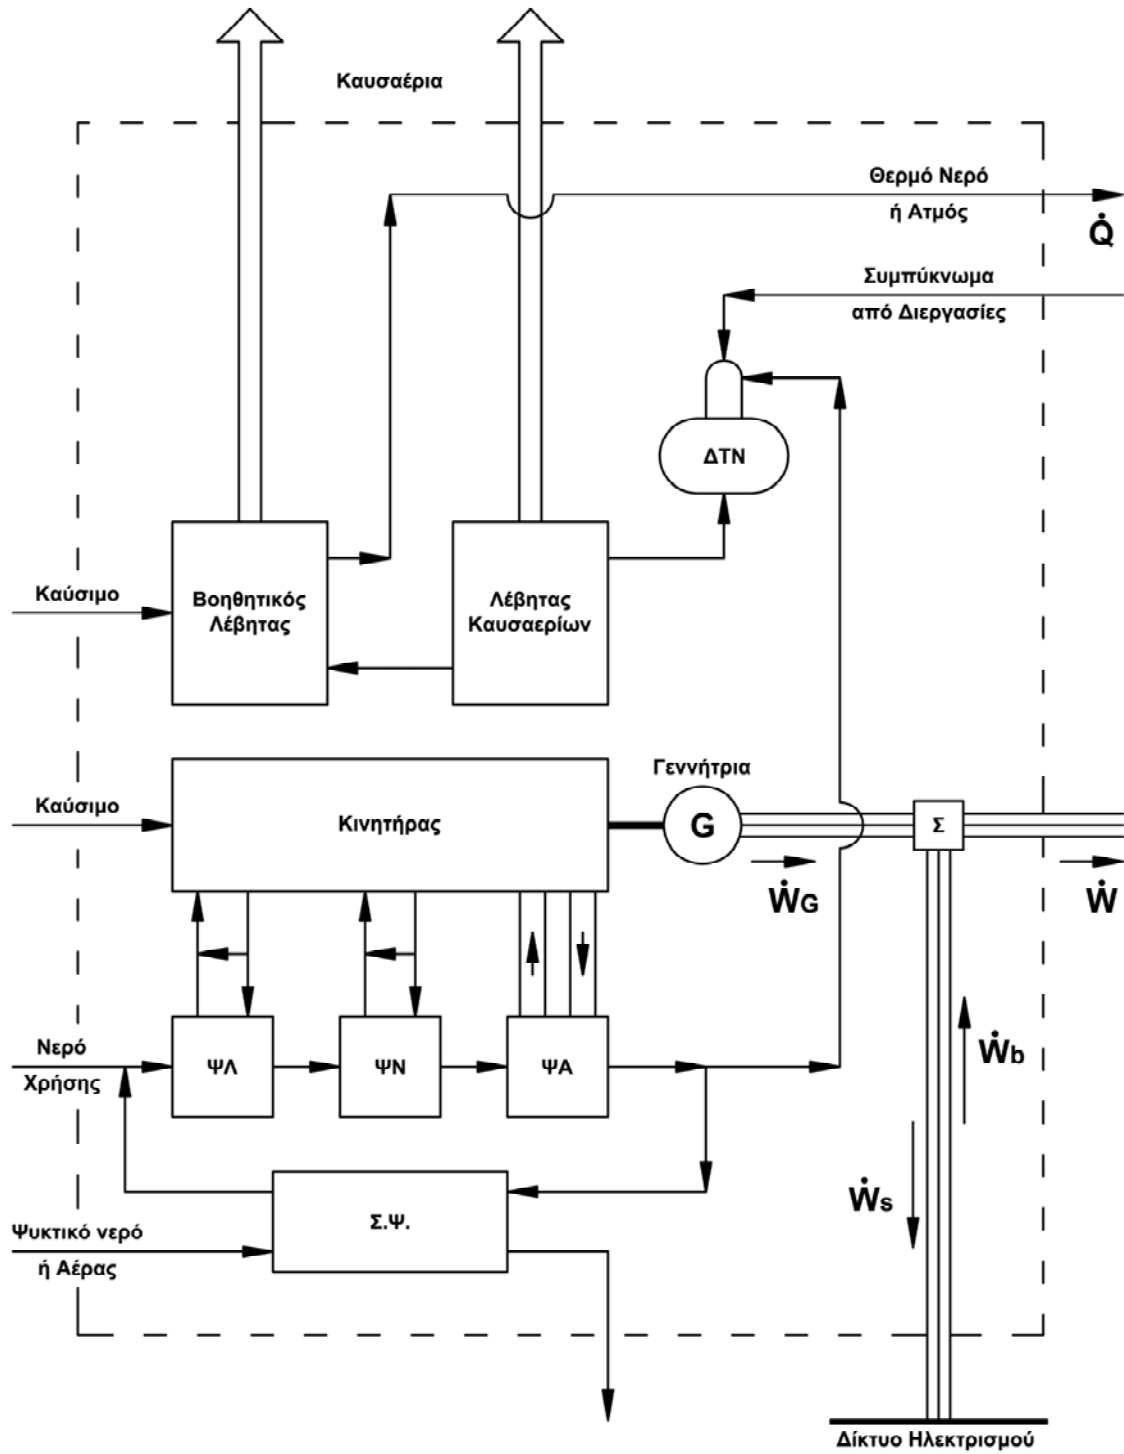 Καυσαέρια
Θερμό Νερό
ή Ατμός
Q̇
Συμπύκνωμα
από Διεργασίες
ΔΤΝ
Καύσιμο
Βοηθητικός
Λέβητας
Λέβητας
Καυσαερίων
Γεννήτρια
Καύσιμο
Κινητήρας
G
Σ
ẆG
Ẇ
Νερό
Χρήσης
ΨΛ
ΨΝ
ΨΑ
Ẇb
Ẇs
Ψυκτικό νερό
ή Αέρας
Σ.Ψ.
Δίκτυο Ηλεκτρισμού